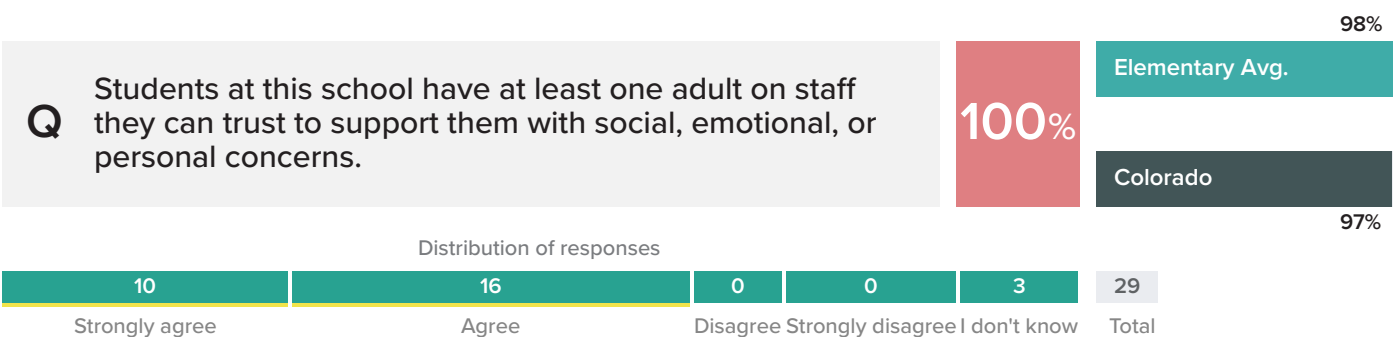 98%
Q
Students at this school have at least one adult on staff
they can trust to support them with social, emotional, or
personal concerns.
100%
Elementary Avg.
Colorado
97%
Distribution of responses
10 16 0 0 3 29
Strongly agree Agree Disagree Strongly disagree I don't know Total